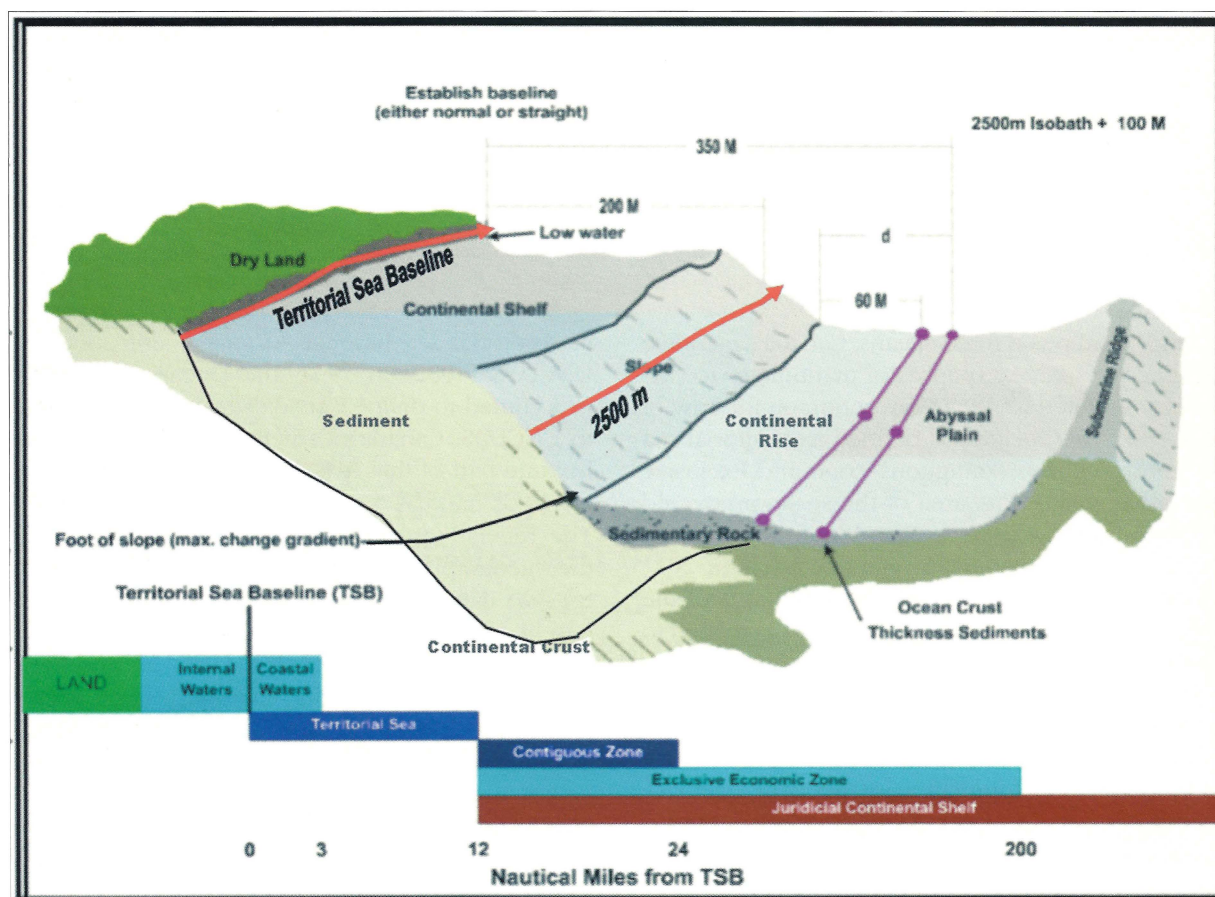 Establish baseline
(either normal or straight)
2500m Isobath + 100 M
350 M
200 M
Low water
d
Dry Land
Territorial Sea Baseline
Continental Shelf
60 M
Slope
2500 m
Submarine Ridge
Sediment
Continental
Rise
Abyssal
Plain
Foot of slope (max. change gradient)
Sedimentary Rock
Territorial Sea Baseline (TSB)
Ocean Crust
Thickness Sediments
Continental Crust
LAND
Internal
Waters
Coastal
Waters
Territorial Sea
Contiguous Zone
Exclusive Economic Zone
Juridicial Continental Shelf
0 3 12 24 200
Nautical Miles from TSB